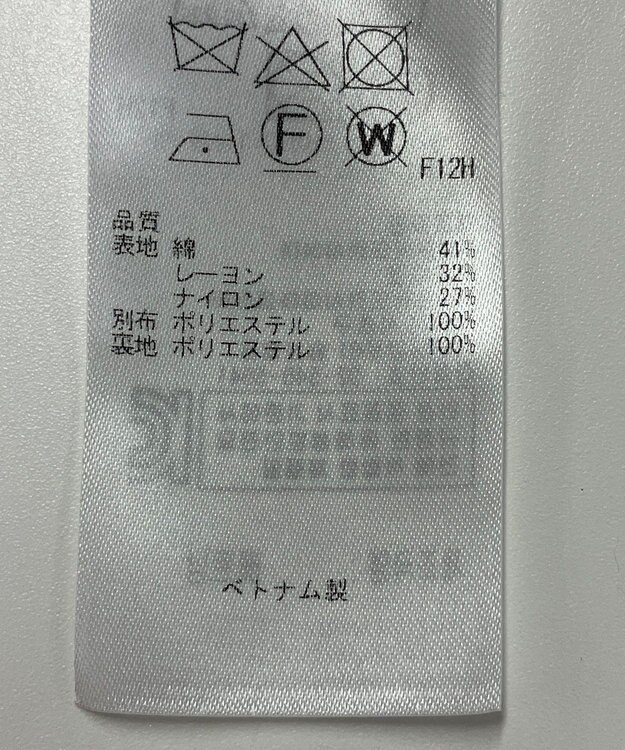 F W F12H
品質
表地 綿 41%
レーヨン 32%
ナイロン 27%
別布 ポリエステル 100%
裏地 ポリエステル 100%
ベトナム製